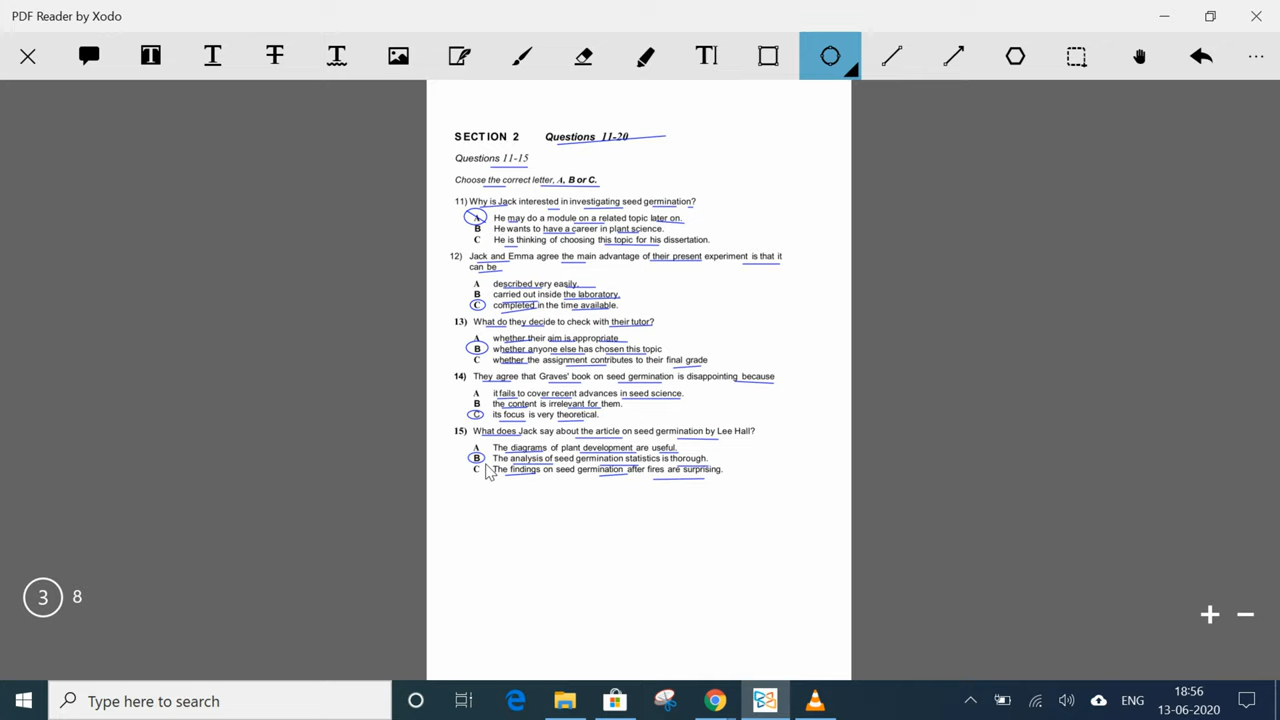 PDF Reader by Xodo
SECTION 2 Questions 11-20
Questions 11-15
Choose the correct letter, A, B or C.
11) Why is Jack interested in investigating seed germination?
A He may do a module on a related topic later on.
B He wants to have a career in plant science.
C He is thinking of choosing this topic for his dissertation.
12) Jack and Emma agree the main advantage of their present experiment is that it
can be
A described very easily.
B carried out inside the laboratory.
C completed in the time available.
13) What do they decide to check with their tutor?
A whether their aim is appropriate
B whether anyone else has chosen this topic
C whether the assignment contributes to their final grade
14) They agree that Graves' book on seed germination is disappointing because
A it fails to cover recent advances in seed science.
B the content is irrelevant for them.
C its focus is very theoretical.
15) What does Jack say about the article on seed germination by Lee Hall?
A The diagrams of plant development are useful.
B The analysis of seed germination statistics is thorough.
C The findings on seed germination after fires are surprising.
3 8
Type here to search
ENG
18:56
13-06-2020